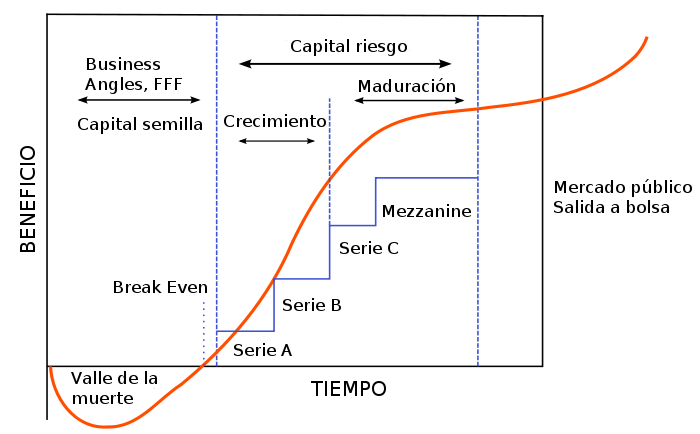 Capital riesgo
Business
Angles, FFF
Maduración
Capital semilla
Crecimiento
BENEFICIO
Mercado público
Salida a bolsa
Mezzanine
Serie C
Break Even
Serie B
Serie A
Valle de la
muerte
TIEMPO